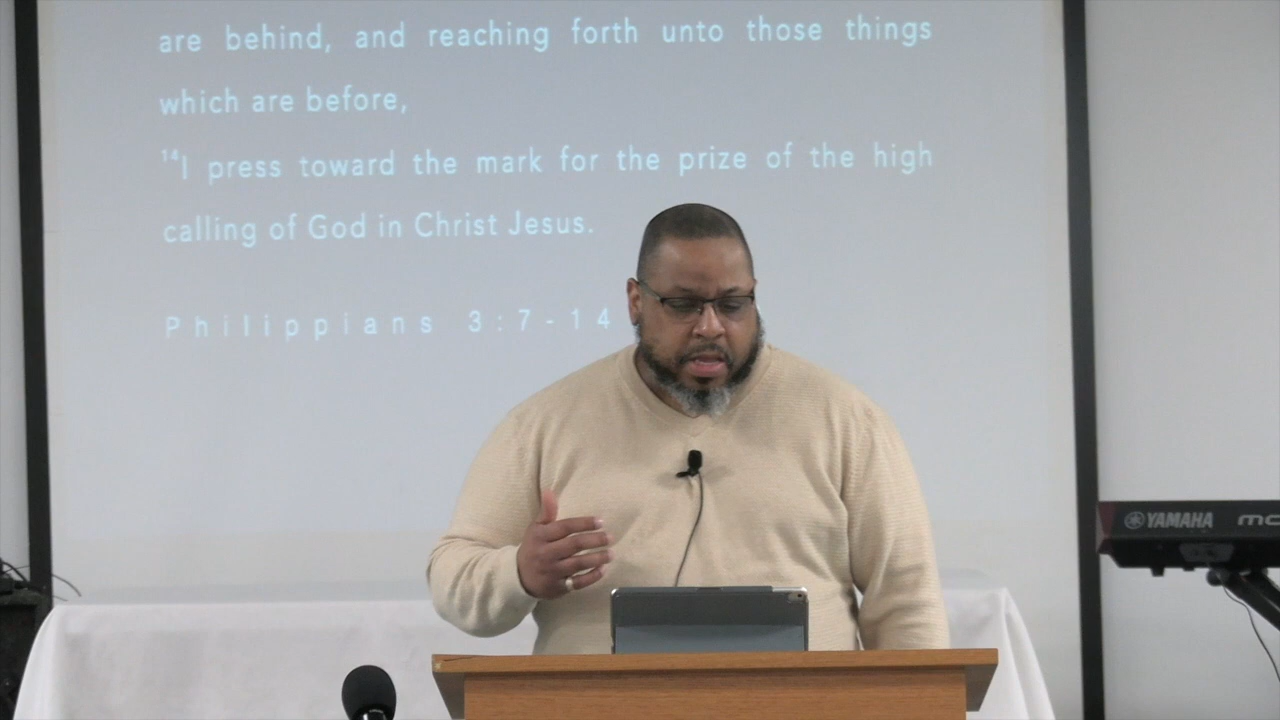 are behind, and reaching forth unto those things
which are before,
¹⁴I press toward the mark for the prize of the high
calling of God in Christ Jesus.
Philippians 3:7-14
YAMAHA